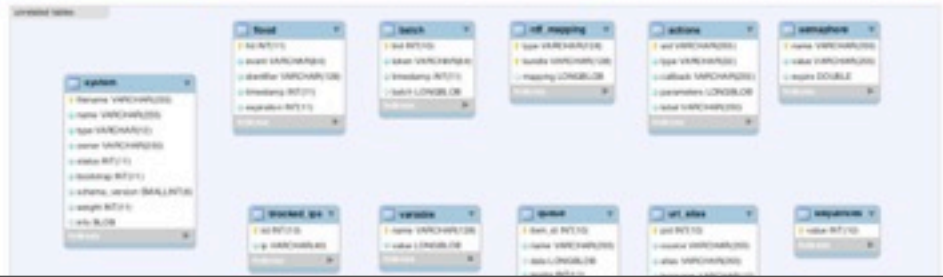 unrelated tables
system
filename VARCHAR(255)
name VARCHAR(255)
type VARCHAR(12)
owner VARCHAR(255)
status INT(11)
bootstrap INT(11)
schema_version SMALLINT(6)
weight INT(11)
info BLOB
Indexes
flood
fid INT(11)
event VARCHAR(64)
identifier VARCHAR(128)
timestamp INT(11)
expiration INT(11)
Indexes
batch
bid INT(10)
token VARCHAR(64)
timestamp INT(11)
batch LONGBLOB
Indexes
rdf_mapping
type VARCHAR(128)
bundle VARCHAR(128)
mapping LONGBLOB
Indexes
actions
aid VARCHAR(255)
type VARCHAR(32)
callback VARCHAR(255)
parameters LONGBLOB
label VARCHAR(255)
Indexes
semaphore
name VARCHAR(255)
value VARCHAR(255)
expire DOUBLE
Indexes
blocked_ips
iid INT(10)
ip VARCHAR(40)
Indexes
variable
name VARCHAR(128)
value LONGBLOB
Indexes
queue
item_id INT(10)
name VARCHAR(255)
data LONGBLOB
url_alias
pid INT(10)
source VARCHAR(255)
alias VARCHAR(255)
sequences
value INT(10)
Indexes